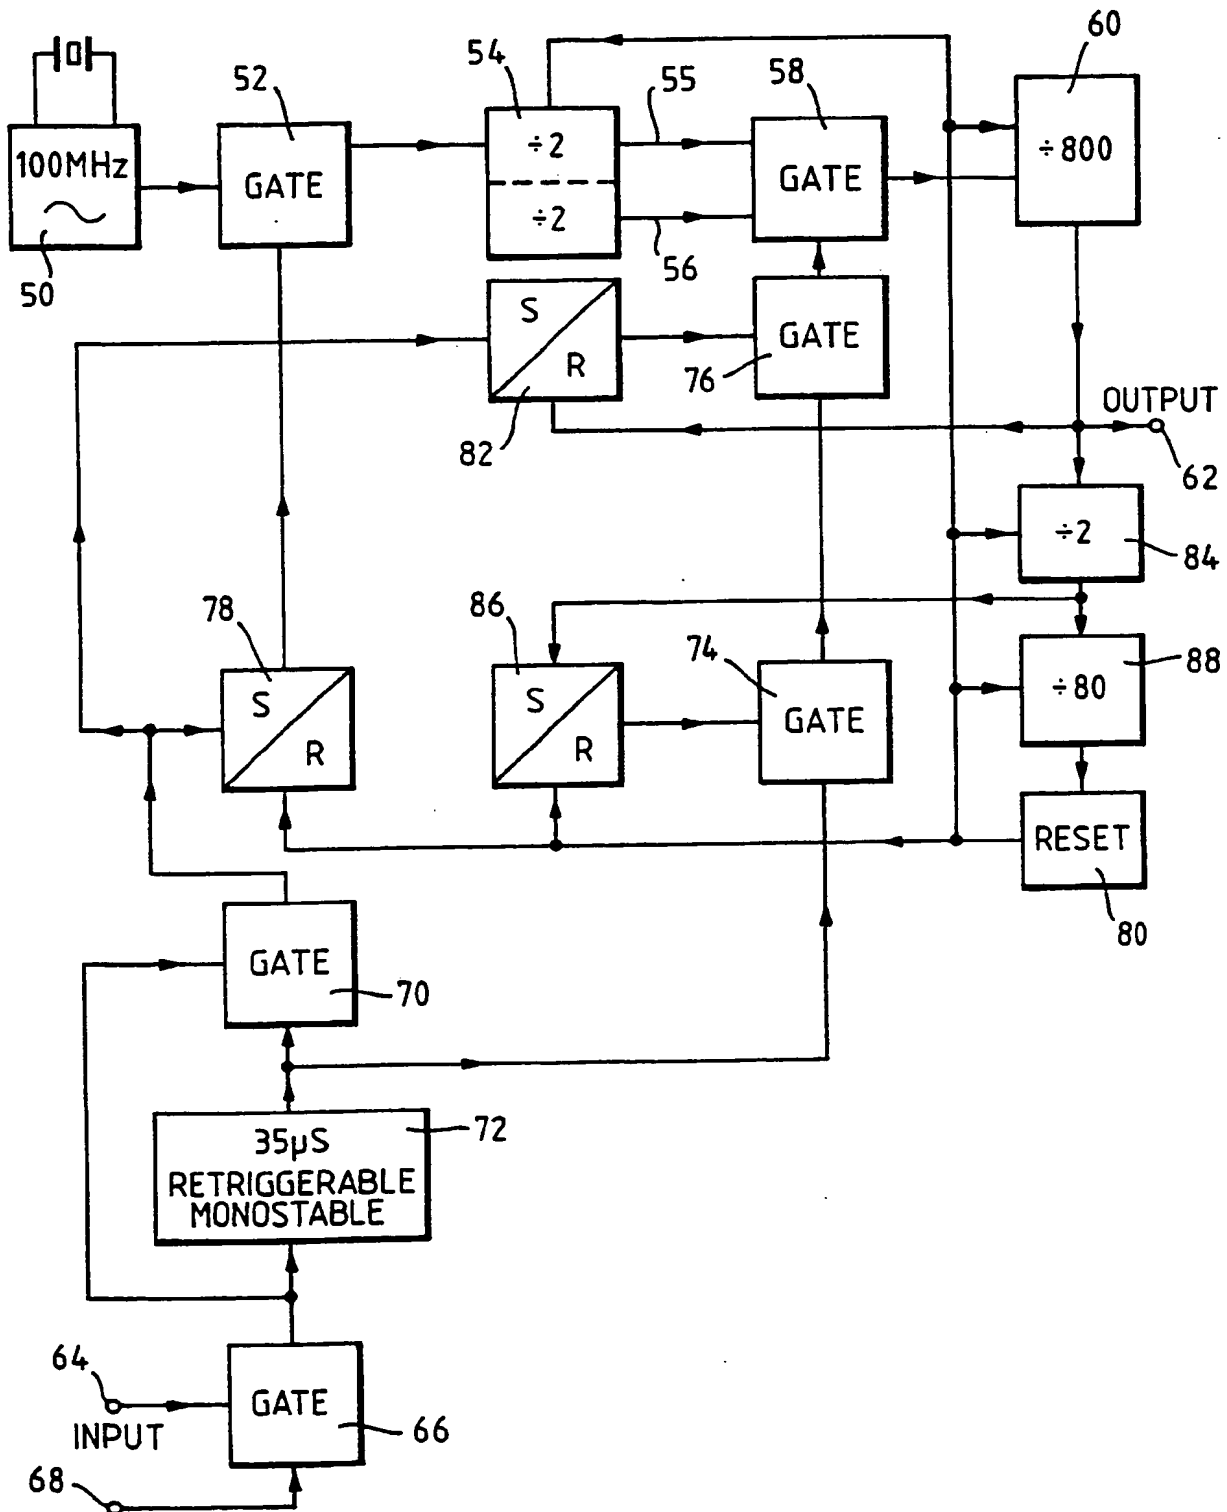 60
54
52
55
58
÷2
100MHz
GATE
÷800
GATE
÷2
56
50
S
GATE
R
76
OUTPUT
82
62
÷2
84
78
86
74
88
S
S
÷80
GATE
R
R
RESET
80
GATE
70
35µS
72
RETRIGGERABLE
MONOSTABLE
64
GATE
INPUT
66
68